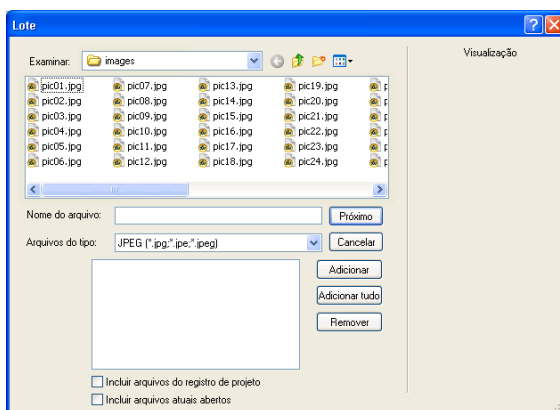 Lote
Examinar: images
Visualização
pic01.jpg pic07.jpg pic13.jpg pic19.jpg
pic02.jpg pic08.jpg pic14.jpg pic20.jpg
pic03.jpg pic09.jpg pic15.jpg pic21.jpg
pic04.jpg pic10.jpg pic16.jpg pic22.jpg
pic05.jpg pic11.jpg pic17.jpg pic23.jpg
pic06.jpg pic12.jpg pic18.jpg pic24.jpg
Nome do arquivo: Próximo
Arquivos do tipo: JPEG (*.jpg;*.jpe;*.jpeg) Cancelar
Adicionar
Adicionar tudo
Remover
Incluir arquivos do registro de projeto
Incluir arquivos atuais abertos